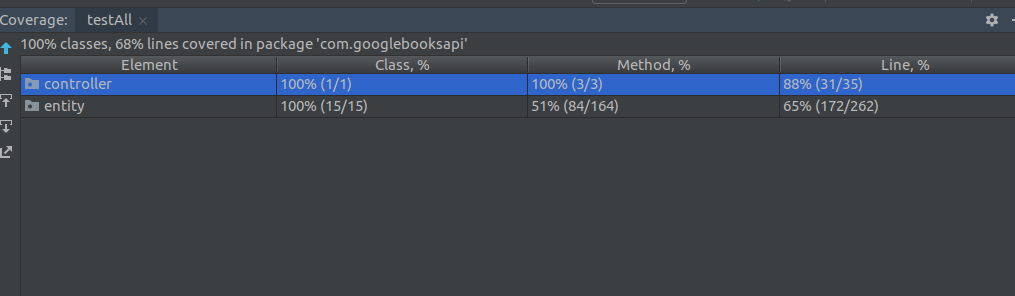 Coverage: testAll
100% classes, 68% lines covered in package 'com.googlebooksapi'
Element Class, % Method, % Line, %
controller 100% (1/1) 100% (3/3) 88% (31/35)
entity 100% (15/15) 51% (84/164) 65% (172/262)